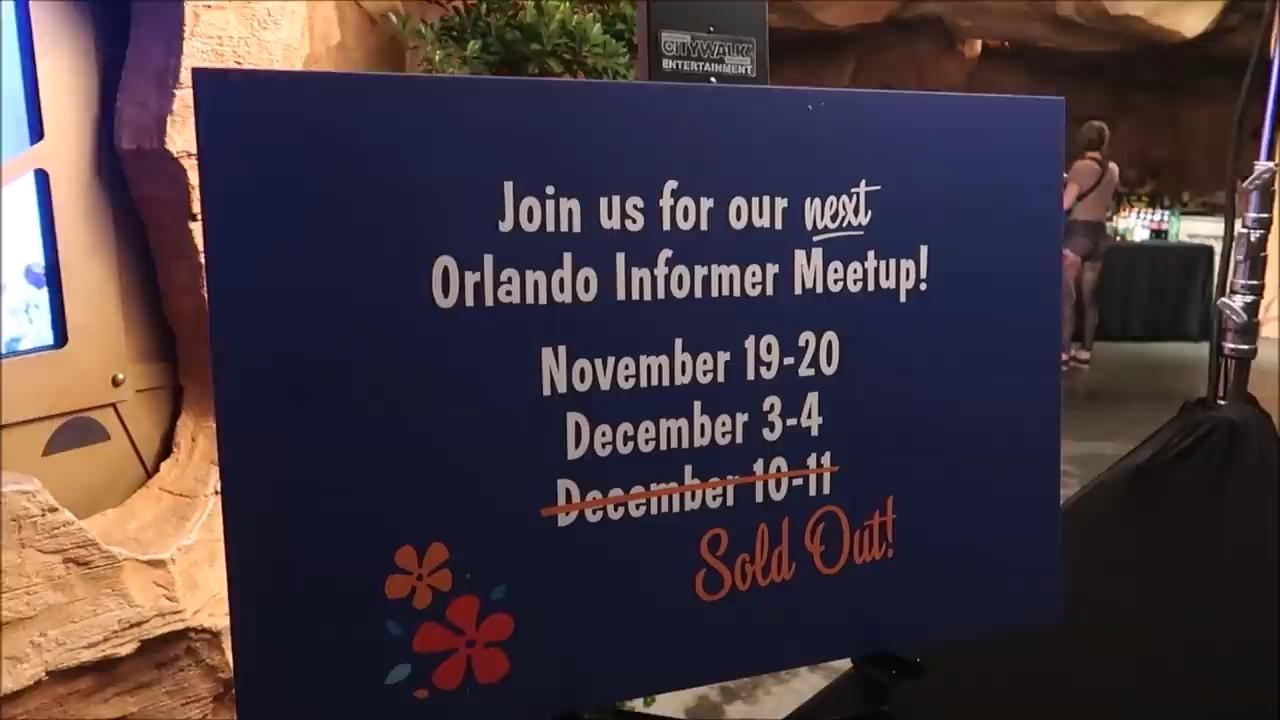 CITYWALK
ENTERTAINMENT
Join us for our next
Orlando Informer Meetup!
November 19-20
December 3-4
December 10-11
Sold Out!